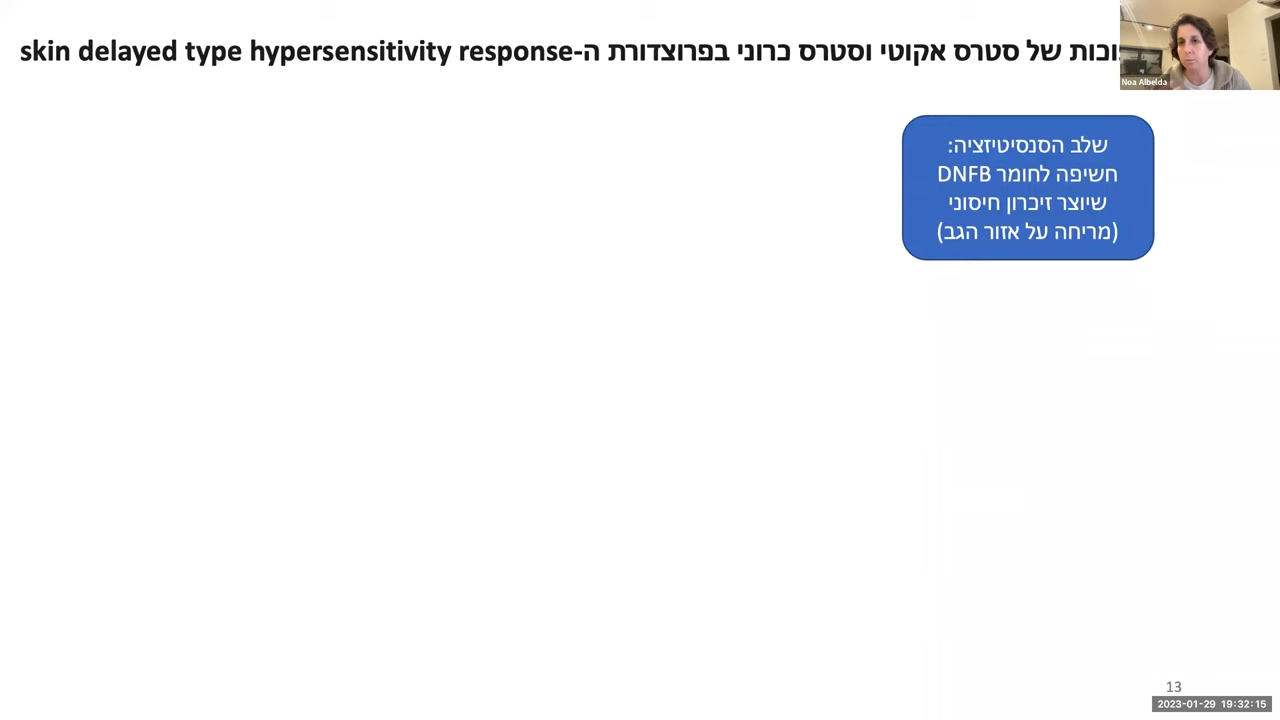 של סטרס אקוטי וסטרס כרוני בפרוצדורת ה-skin delayed type hypersensitivity response
Noa Albelda
שלב הסנסיטיזציה:
חשיפה לחומר DNFB
שיוצר זיכרון חיסוני
(מריחה על אזור הגב)
13
2023-01-29 19:32:15